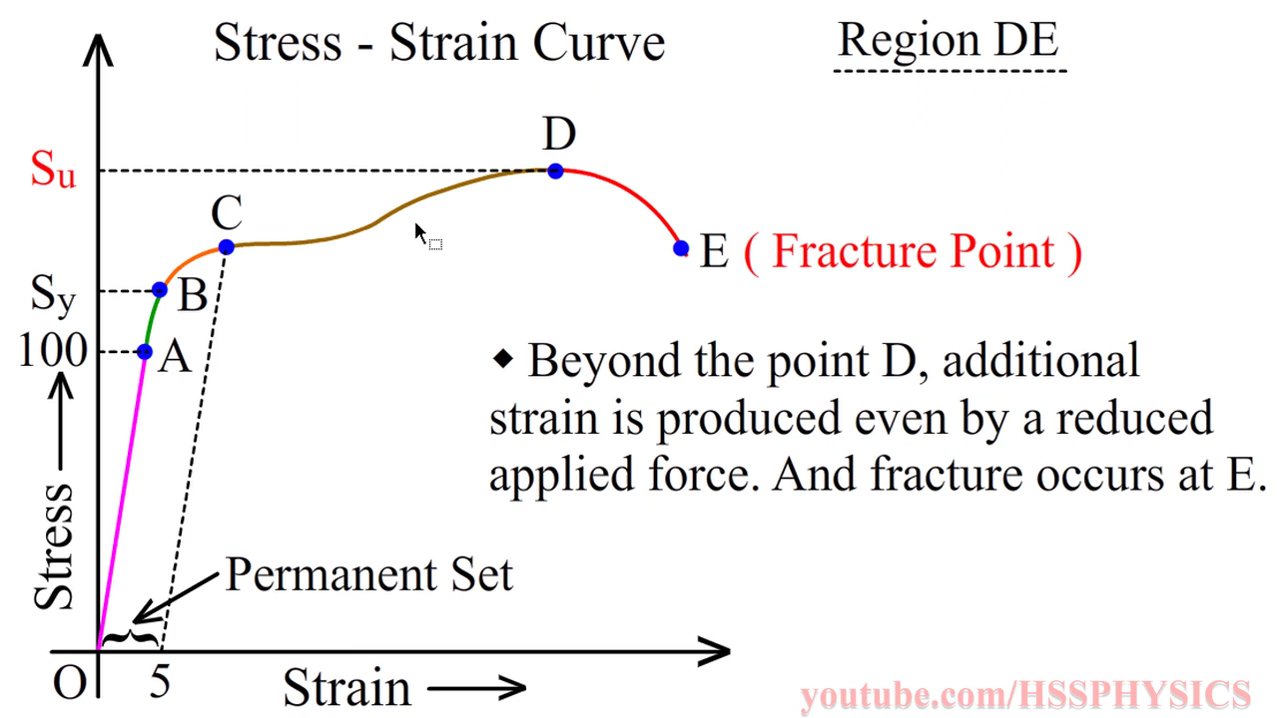 Stress - Strain Curve
Region DE
D
Su
C
E ( Fracture Point )
Sy
B
100
A
◆ Beyond the point D, additional
strain is produced even by a reduced
applied force. And fracture occurs at E.
Stress
Permanent Set
O
5
Strain
youtube.com/HSSPHYSICS